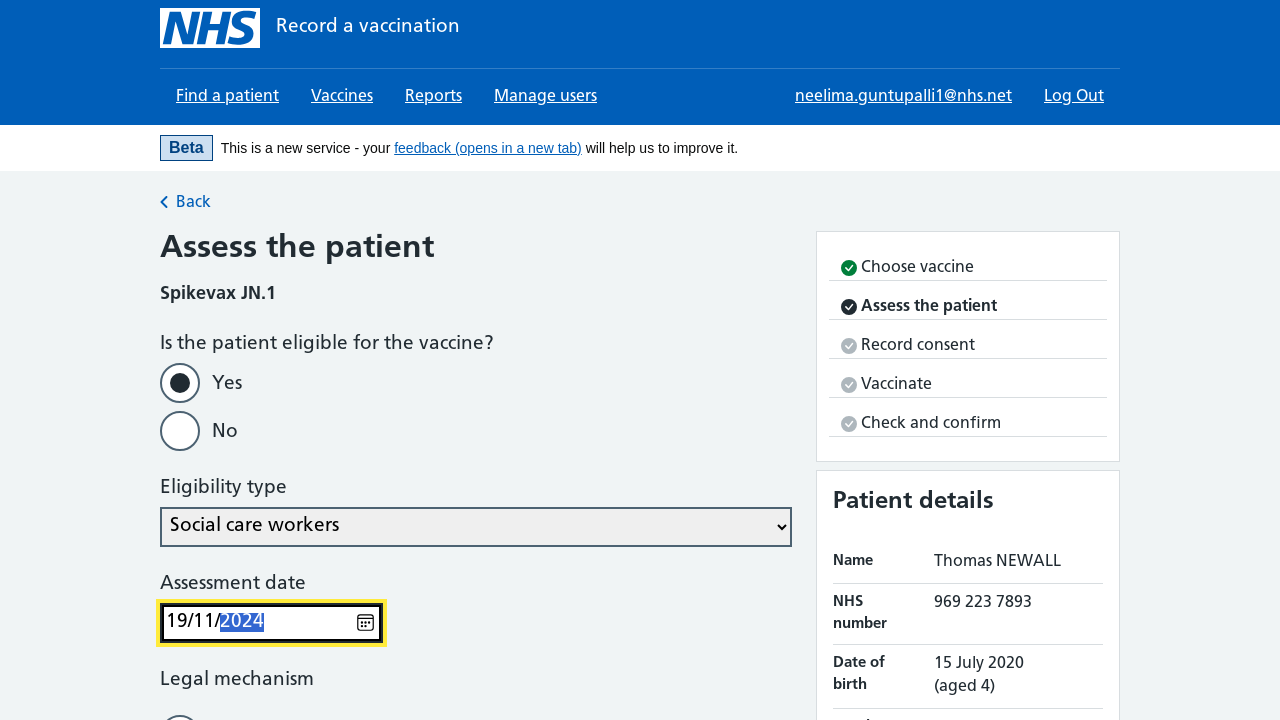 NHS Record a vaccination
Find a patient Vaccines Reports Manage users neelima.guntupalli1@nhs.net Log Out
Beta This is a new service - your feedback (opens in a new tab) will help us to improve it.
Back
Assess the patient
Spikevax JN.1
Is the patient eligible for the vaccine?
Yes
No
Eligibility type
Social care workers
Assessment date
19/11/2024
Legal mechanism
Choose vaccine
Assess the patient
Record consent
Vaccinate
Check and confirm
Patient details
Name Thomas NEWALL
NHS number 969 223 7893
Date of birth 15 July 2020
(aged 4)